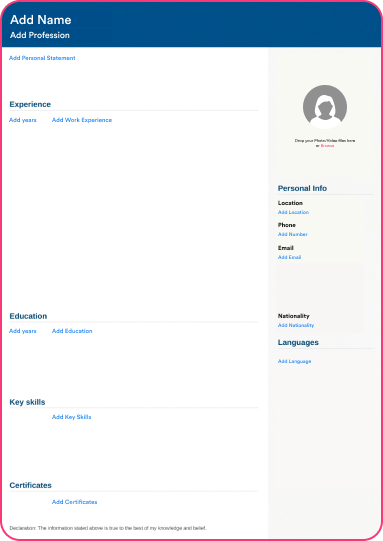 Add Name
Add Profession
Add Personal Statement
Experience
Add years
Add Work Experience
Education
Add years
Add Education
Key skills
Add Key Skills
Certificates
Add Certificates
Declaration: The information stated above is true to the best of my knowledge and belief.
Drop your Photo/Video files here
or Browse
Personal Info
Location
Add Location
Phone
Add Number
Email
Add Email
Nationality
Add Nationality
Languages
Add Language